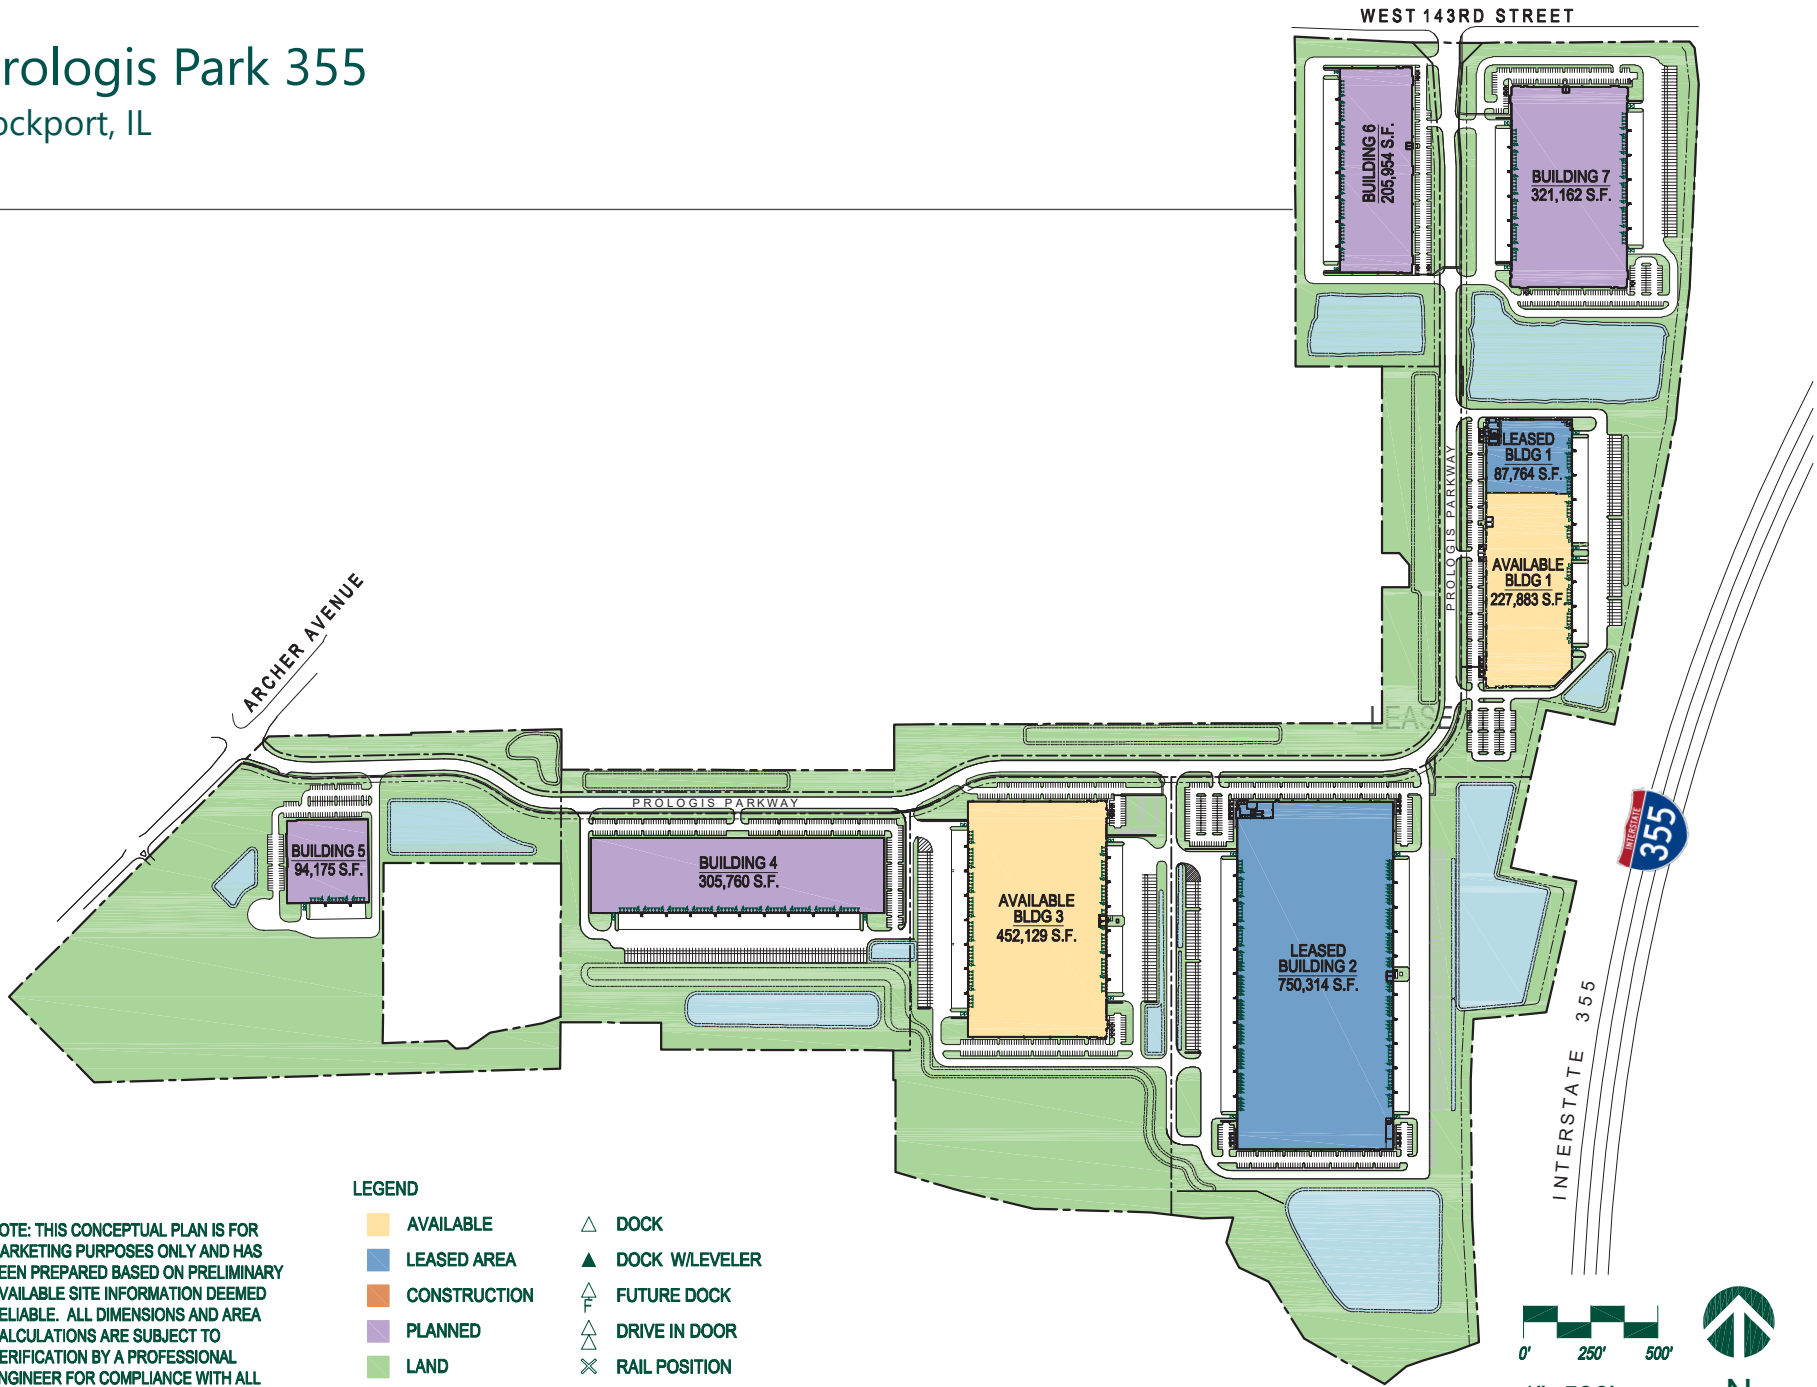 WEST 143RD STREET
rologis Park 355
ockport, IL
BUILDING 6
205,954 S.F.
BUILDING 7
321,162 S.F.
LEASED
BLDG 1
87,764 S.F.
PROLOGIS PARKWAY
AVAILABLE
BLDG 1
227,883 S.F.
ARCHER AVENUE
LEASE
PROLOGIS PARKWAY
INTERSTATE
355
BUILDING 5
94,175 S.F.
BUILDING 4
305,760 S.F.
AVAILABLE
BLDG 3
452,129 S.F.
LEASED
BUILDING 2
750,314 S.F.
INTERSTATE 355
LEGEND
AVAILABLE
LEASED AREA
CONSTRUCTION
PLANNED
LAND
DOCK
DOCK W/LEVELER
F
FUTURE DOCK
DRIVE IN DOOR
RAIL POSITION
OTE: THIS CONCEPTUAL PLAN IS FOR
ARKETING PURPOSES ONLY AND HAS
EEN PREPARED BASED ON PRELIMINARY
VAILABLE SITE INFORMATION DEEMED
ELIABLE. ALL DIMENSIONS AND AREA
ALCULATIONS ARE SUBJECT TO
ERIFICATION BY A PROFESSIONAL
NGINEER FOR COMPLIANCE WITH ALL
0' 250' 500'
N